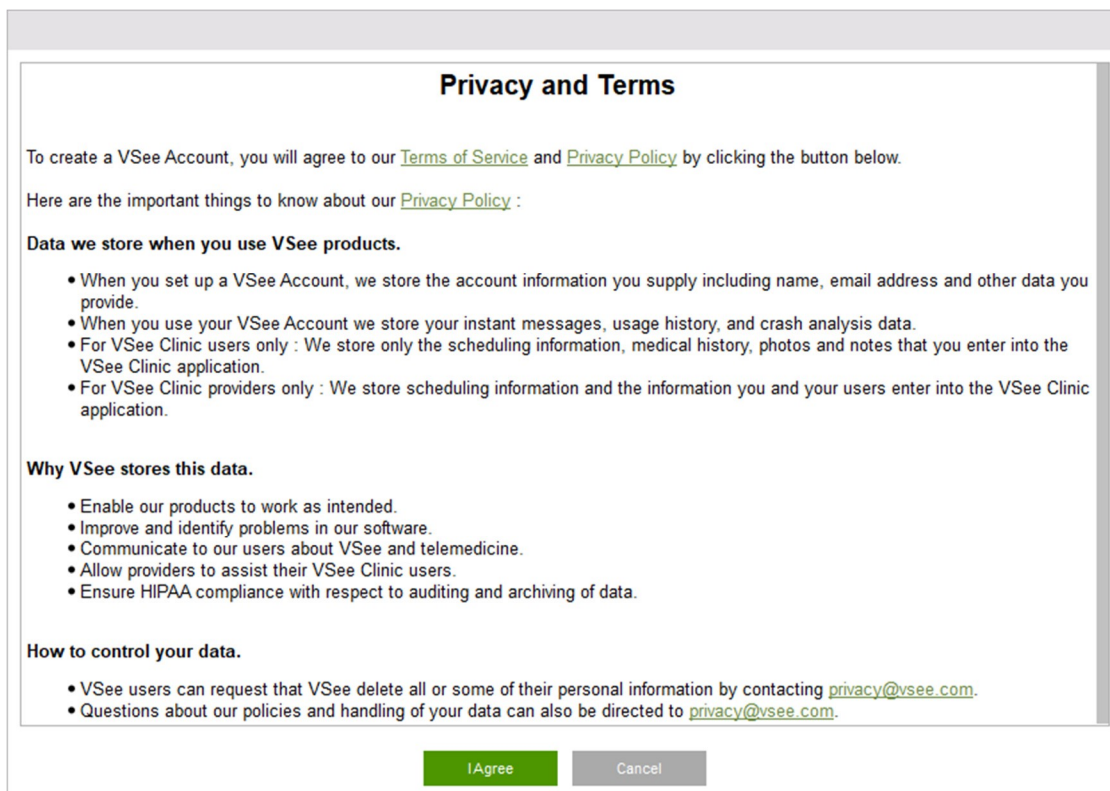 Privacy and Terms
To create a VSee Account, you will agree to our Terms of Service and Privacy Policy by clicking the button below.
Here are the important things to know about our Privacy Policy :
Data we store when you use VSee products.
• When you set up a VSee Account, we store the account information you supply including name, email address and other data you
provide.
• When you use your VSee Account we store your instant messages, usage history, and crash analysis data.
• For VSee Clinic users only : We store only the scheduling information, medical history, photos and notes that you enter into the
VSee Clinic application.
• For VSee Clinic providers only : We store scheduling information and the information you and your users enter into the VSee Clinic
application.
Why VSee stores this data.
• Enable our products to work as intended.
• Improve and identify problems in our software.
• Communicate to our users about VSee and telemedicine.
• Allow providers to assist their VSee Clinic users.
• Ensure HIPAA compliance with respect to auditing and archiving of data.
How to control your data.
• VSee users can request that VSee delete all or some of their personal information by contacting privacy@vsee.com.
• Questions about our policies and handling of your data can also be directed to privacy@vsee.com.
I Agree Cancel